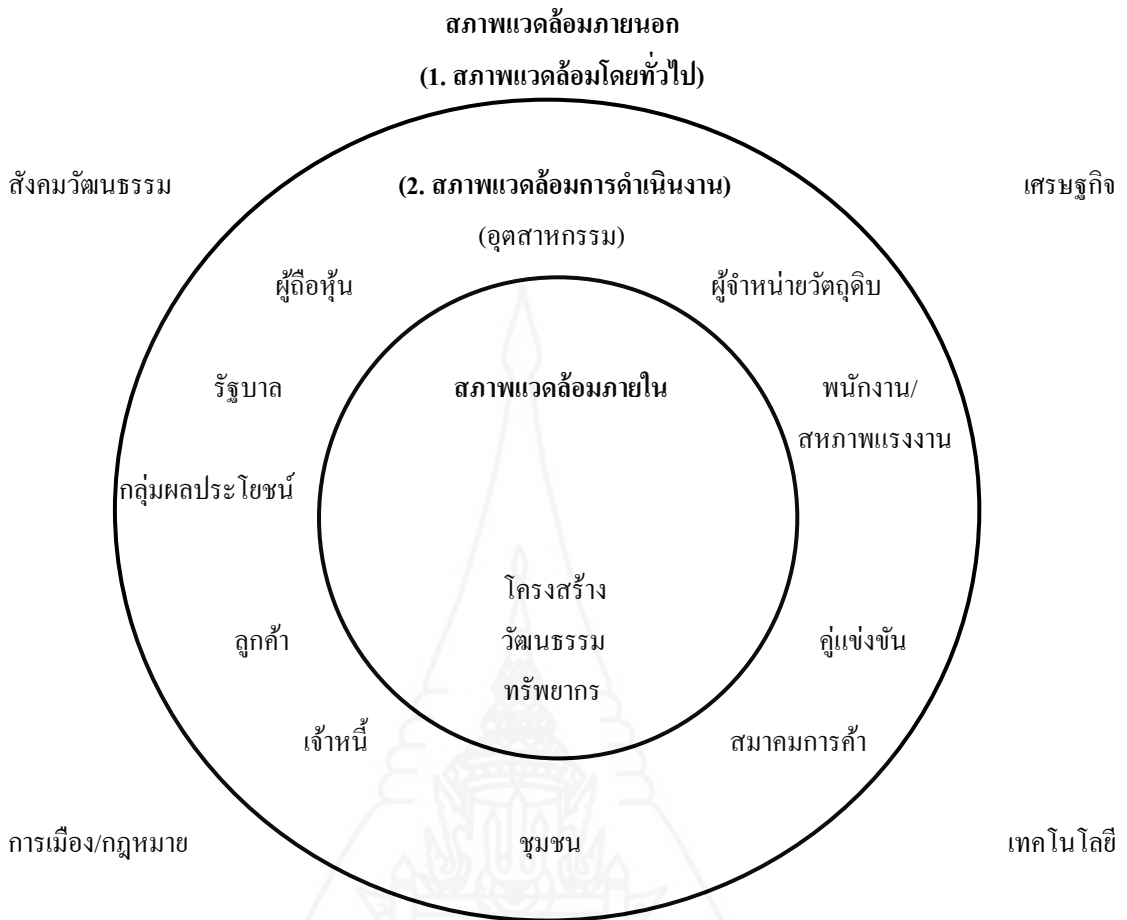 สภาพแวดล้อมภายนอก
(1. สภาพแวดล้อมโดยทั่วไป)
สังคมวัฒนธรรม
(2. สภาพแวดล้อมการดำเนินงาน)
เศรษฐกิจ
(อุตสาหกรรม)
ผู้ถือหุ้น
ผู้จำหน่ายวัตถุดิบ
รัฐบาล
สภาพแวดล้อมภายใน
พนักงาน/
สหภาพแรงงาน
กลุ่มผลประโยชน์
โครงสร้าง
ลูกค้า
วัฒนธรรม
คู่แข่งขัน
ทรัพยากร
เจ้าหนี้
สมาคมการค้า
การเมือง/กฎหมาย
ชุมชน
เทคโนโลยี